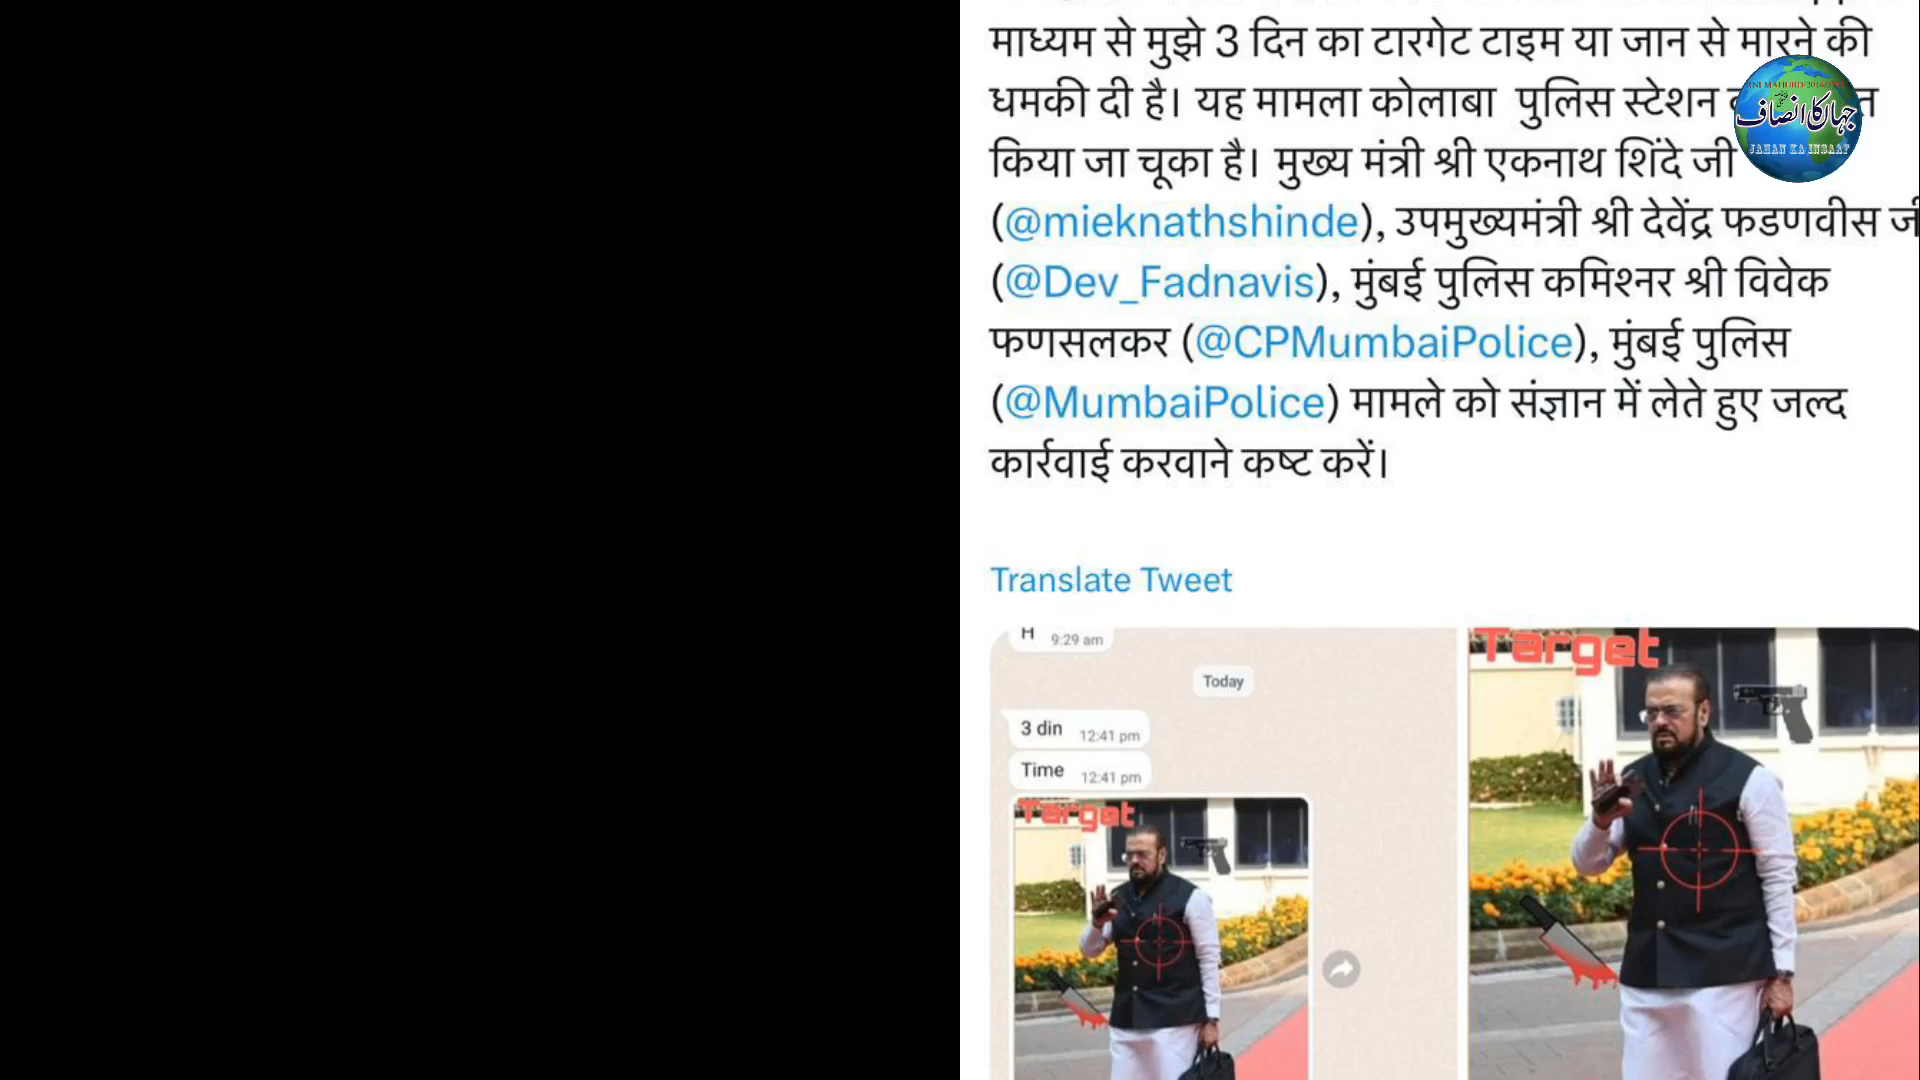 माध्यम से मुझे 3 दिन का टारगेट टाइम या जान से मारने की
धमकी दी है। यह मामला कोलाबा पुलिस स्टेशन
किया जा चूका है। मुख्य मंत्री श्री एकनाथ शिंदे जी
(@mieknathshinde), उपमुख्यमंत्री श्री देवेंद्र फडणवीस जी
(@Dev_Fadnavis), मुंबई पुलिस कमिश्नर श्री विवेक
फणसलकर (@CPMumbaiPolice), मुंबई पुलिस
(@MumbaiPolice) मामले को संज्ञान में लेते हुए जल्द
कार्रवाई करवाने कष्ट करें।
جہاں کا انصاف
JAHAN KA INSAAF
Translate Tweet
H 9:29 am
Today
3 din 12:41 pm
Time 12:41 pm
Target
Target